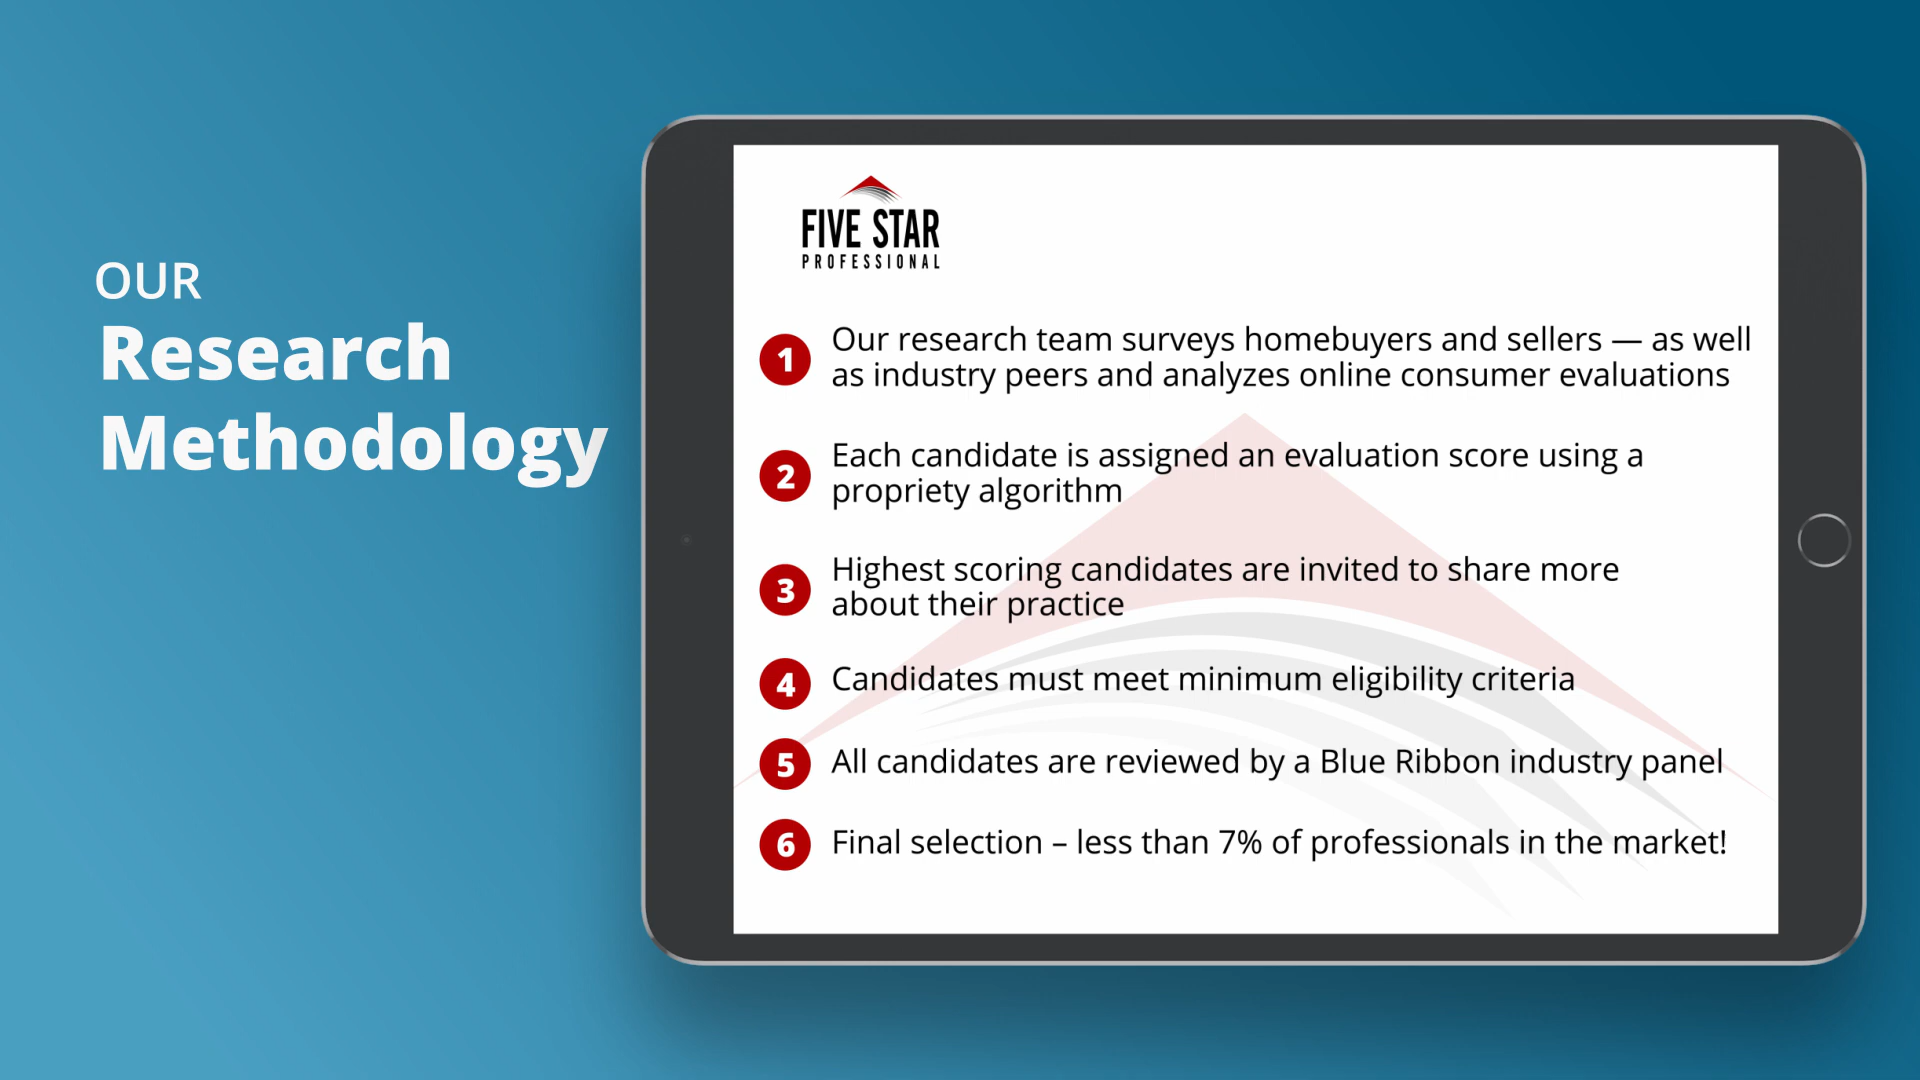 OUR
Research
Methodology
FIVE STAR
PROFESSIONAL
1 Our research team surveys homebuyers and sellers — as well
as industry peers and analyzes online consumer evaluations
2 Each candidate is assigned an evaluation score using a
propriety algorithm
3 Highest scoring candidates are invited to share more
about their practice
4 Candidates must meet minimum eligibility criteria
5 All candidates are reviewed by a Blue Ribbon industry panel
6 Final selection – less than 7% of professionals in the market!